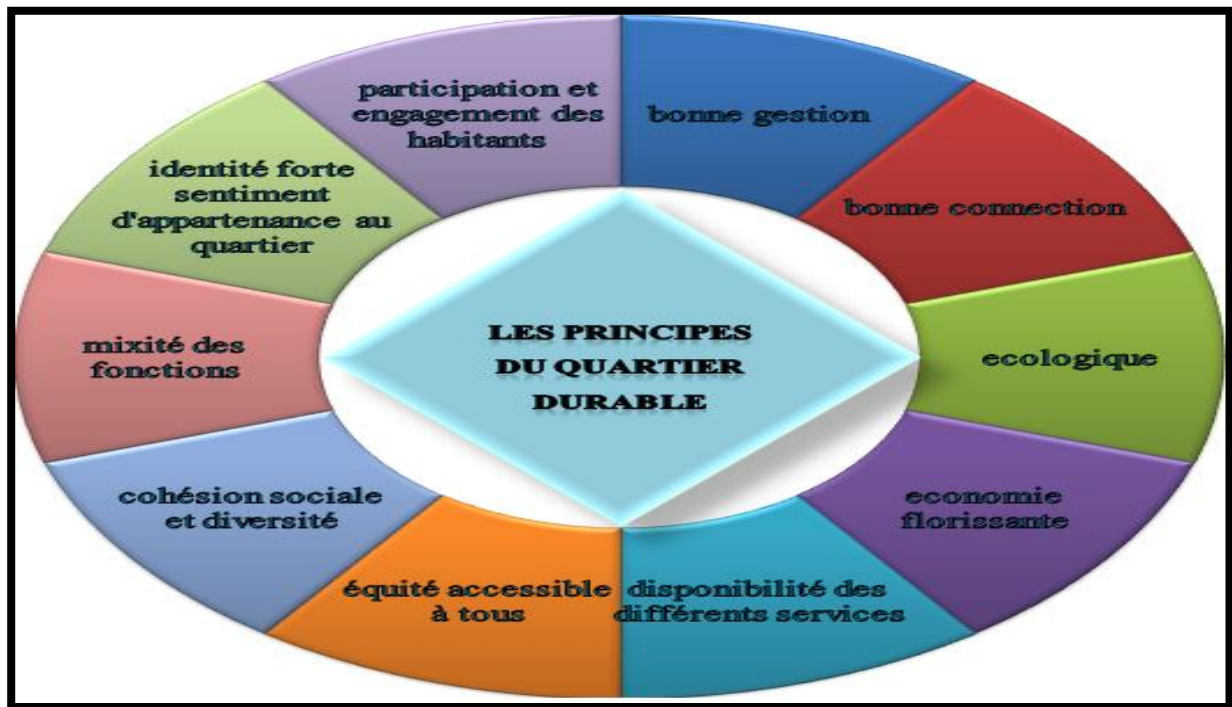 LES PRINCIPES
DU QUARTIER
DURABLE
bonne gestion
bonne connection
ecologique
economie
florissante
disponibilité des
différents services
équité accessible
à tous
cohésion sociale
et diversité
mixité des
fonctions
identité forte
sentiment
d'appartenance au
quartier
participation et
engagement des
habitants